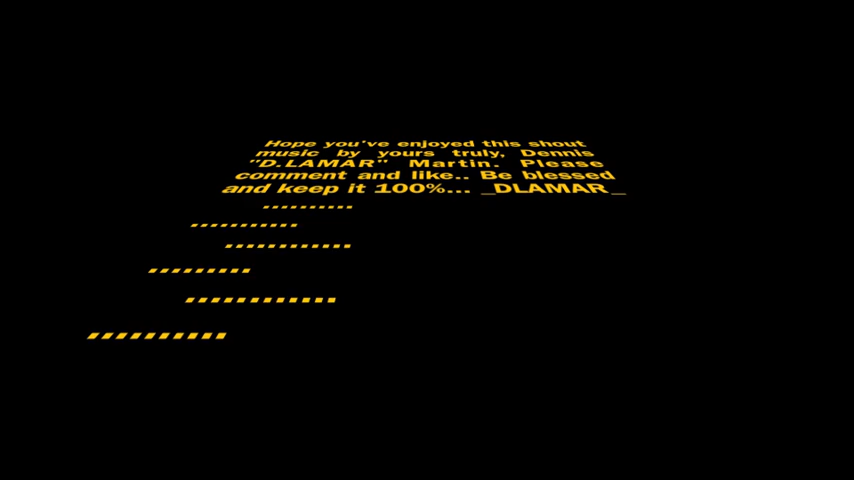 Hope you've enjoyed this shout
music by yours truly, Dennis
"D.LAMAR" Martin. Please
comment and like.. Be blessed
and keep it 100%... _DLAMAR_
..........
...........
............
.........
............
..........